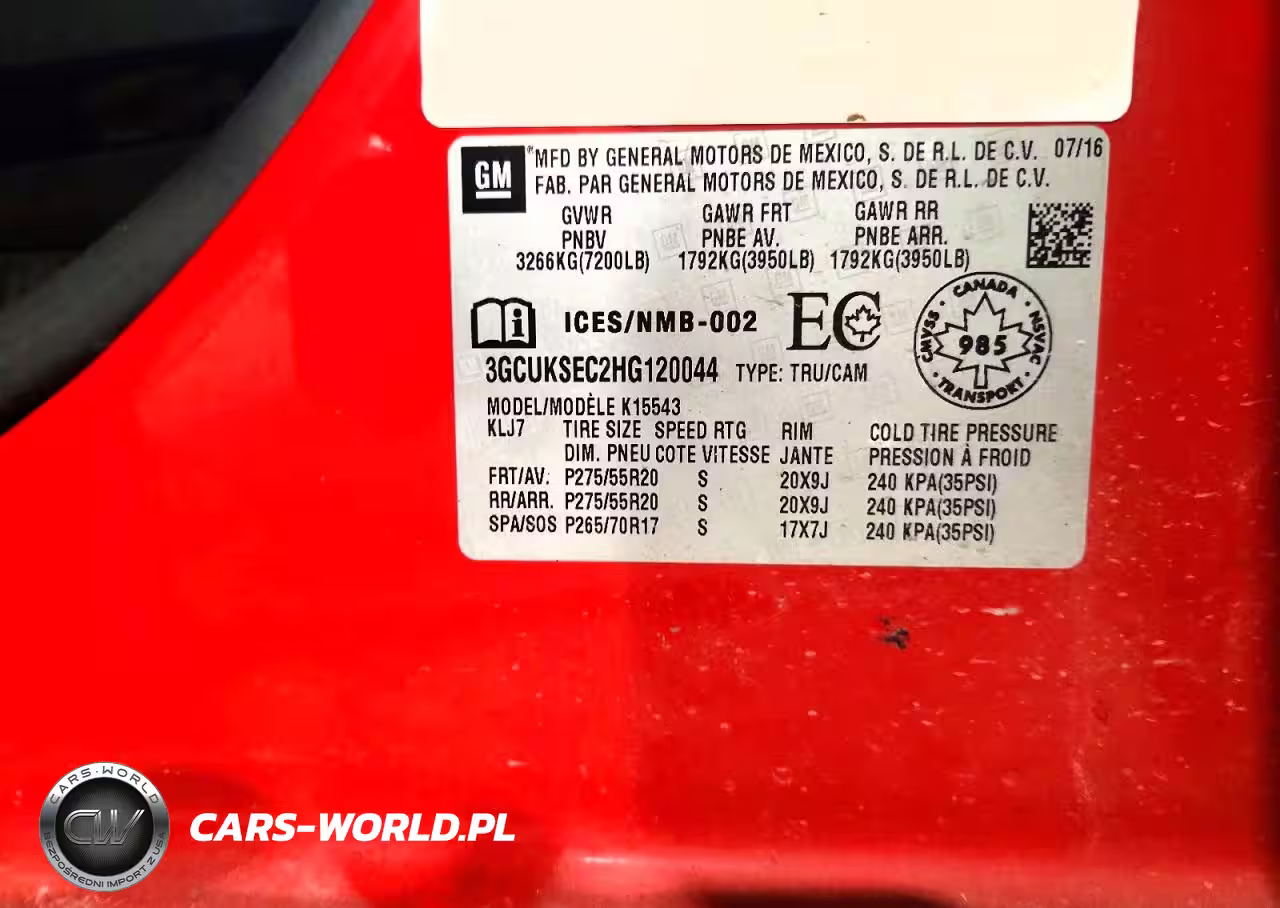 GM
®MFD BY GENERAL MOTORS DE MEXICO, S. DE R.L. DE C.V. 07/16
FAB. PAR GENERAL MOTORS DE MEXICO, S. DE R.L. DE C.V.
GVWR GAWR FRT GAWR RR
PNBV PNBE AV. PNBE ARR.
3266KG(7200LB) 1792KG(3950LB) 1792KG(3950LB)
i ICES/NMB-002 EC
CANADA
CMVSS 985 NSVAC
TRANSPORT
3GCUKSEC2HG120044 TYPE: TRU/CAM
MODEL/MODÈLE K15543
KLJ7 TIRE SIZE SPEED RTG RIM COLD TIRE PRESSURE
DIM. PNEU COTE VITESSE JANTE PRESSION À FROID
FRT/AV. P275/55R20 S 20X9J 240 KPA(35PSI)
RR/ARR. P275/55R20 S 20X9J 240 KPA(35PSI)
SPA/SOS P265/70R17 S 17X7J 240 KPA(35PSI)
CARS-WORLD
CW
BEZPOŚREDNI IMPORT Z USA
CARS-WORLD.PL